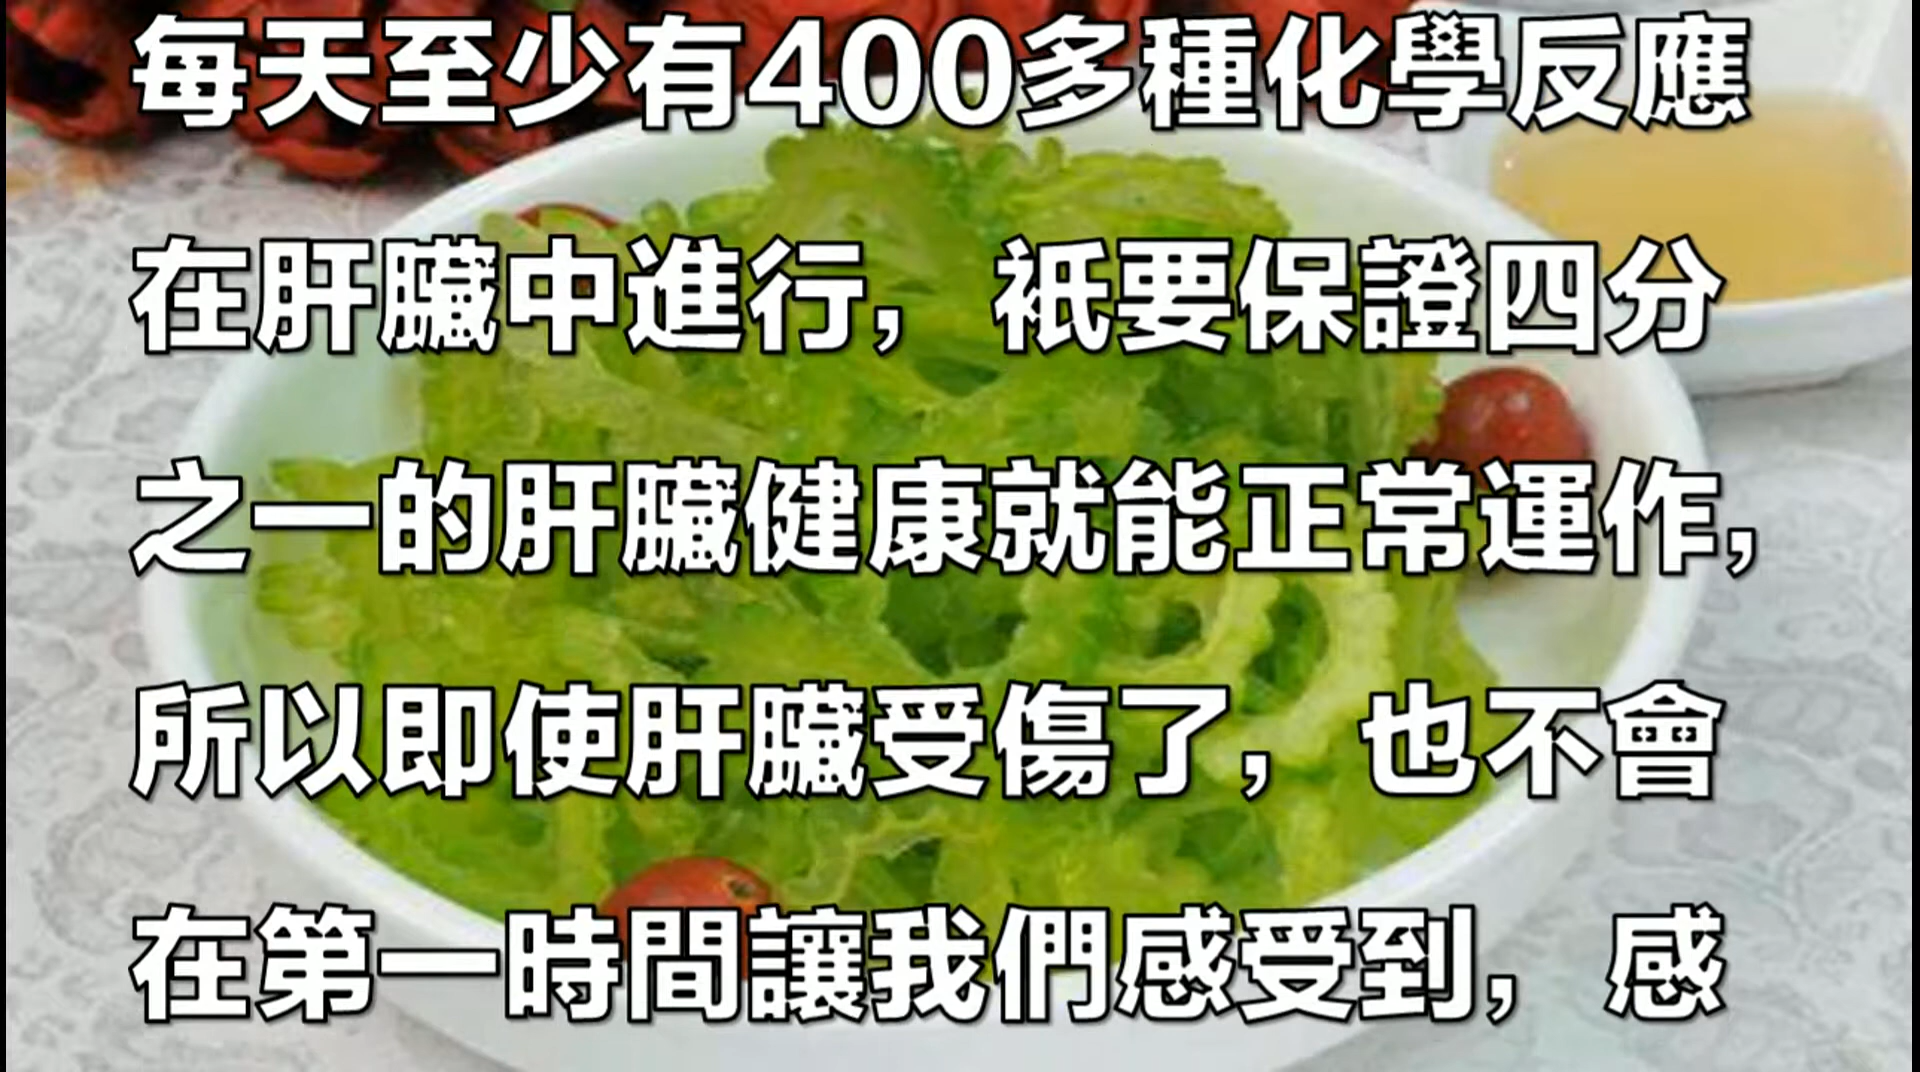 每天至少有400多種化學反應
在肝臟中進行，衹要保證四分
之一的肝臟健康就能正常運作,
所以即使肝臟受傷了，也不會
在第一時間讓我們感受到，感